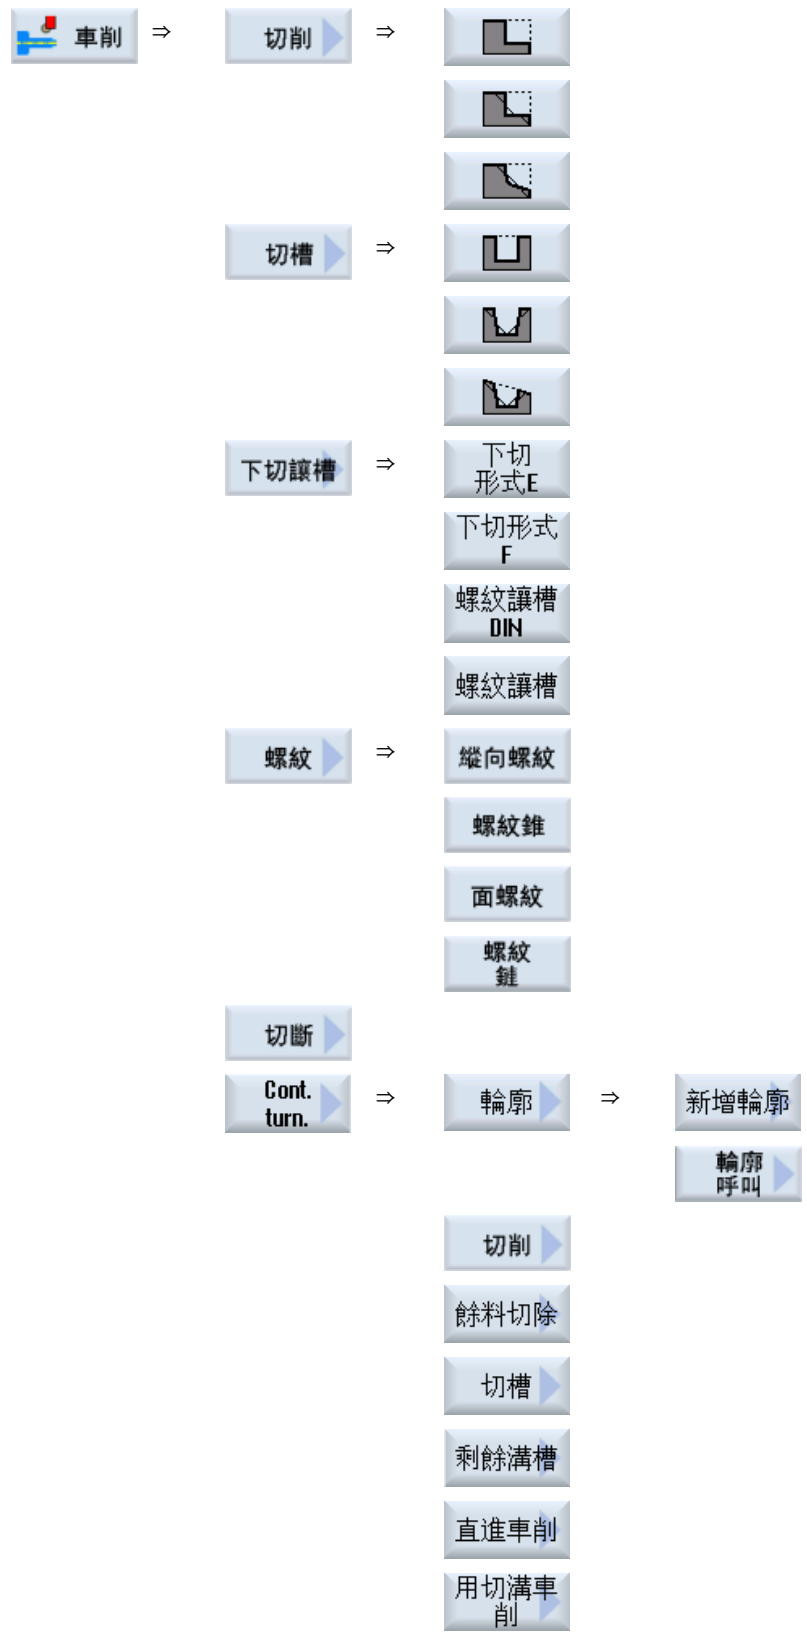 車削 ⇒ 切削 ⇒
切槽 ⇒
下切讓槽 ⇒ 下切
形式E
下切形式
F
螺紋讓槽
DIN
螺紋讓槽
螺紋 ⇒ 縱向螺紋
螺紋錐
面螺紋
螺紋
鏈
切斷
Cont.
turn. ⇒ 輪廓 ⇒ 新增輪廓
輪廓
呼叫
切削
餘料切除
切槽
剩餘溝槽
直進車削
用切溝車
削